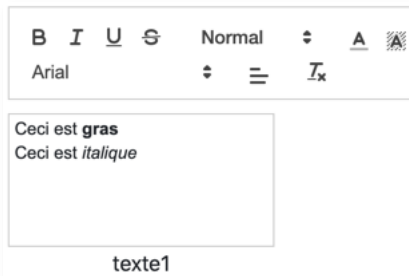 B I U S Normal A A
Arial
Ceci est gras
Ceci est italique
texte1